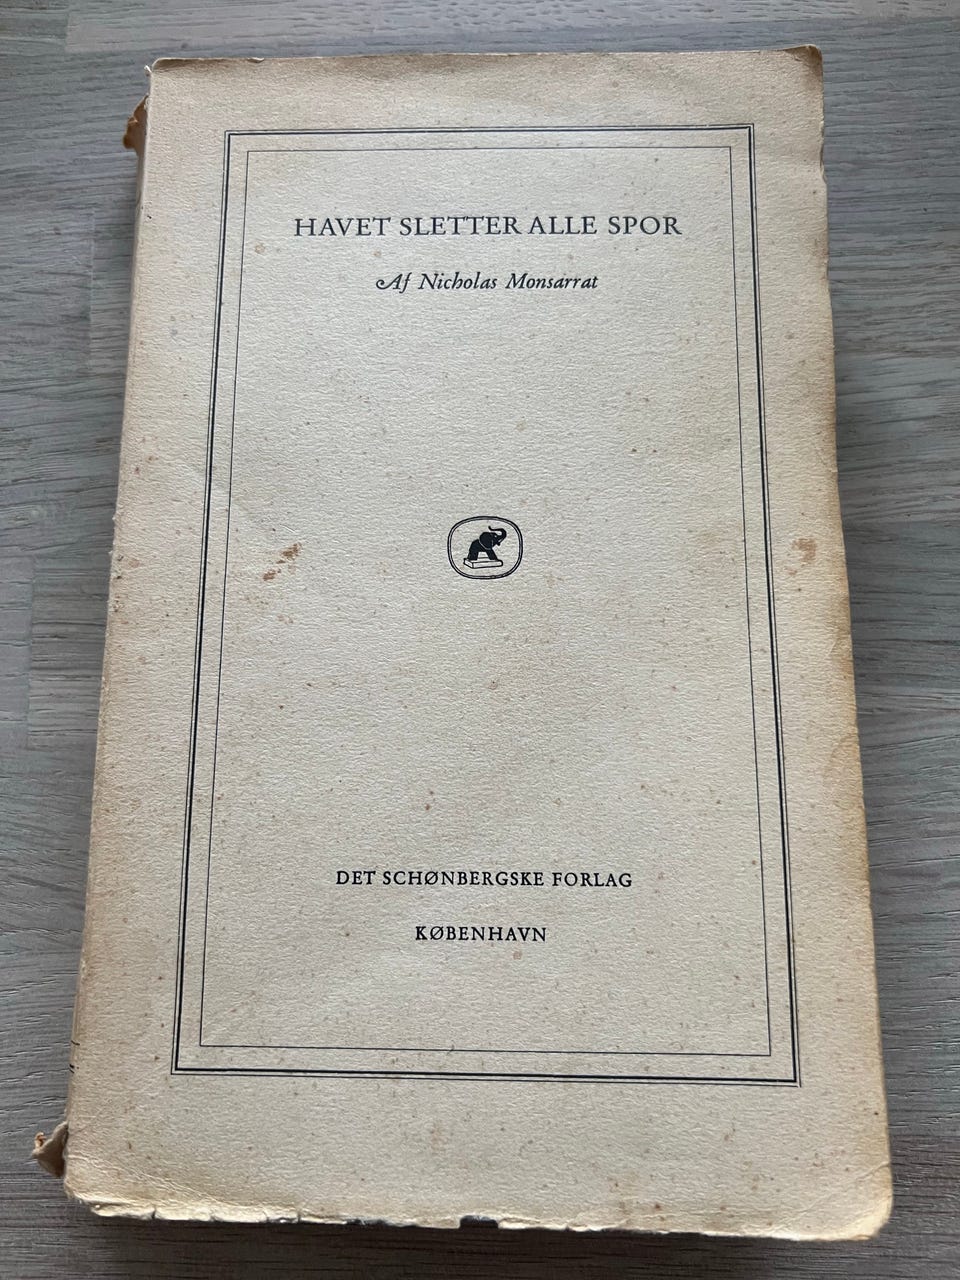 HAVET SLETTER ALLE SPOR
Af Nicholas Monsarrat
DET SCHØNBERGSKE FORLAG
KØBENHAVN